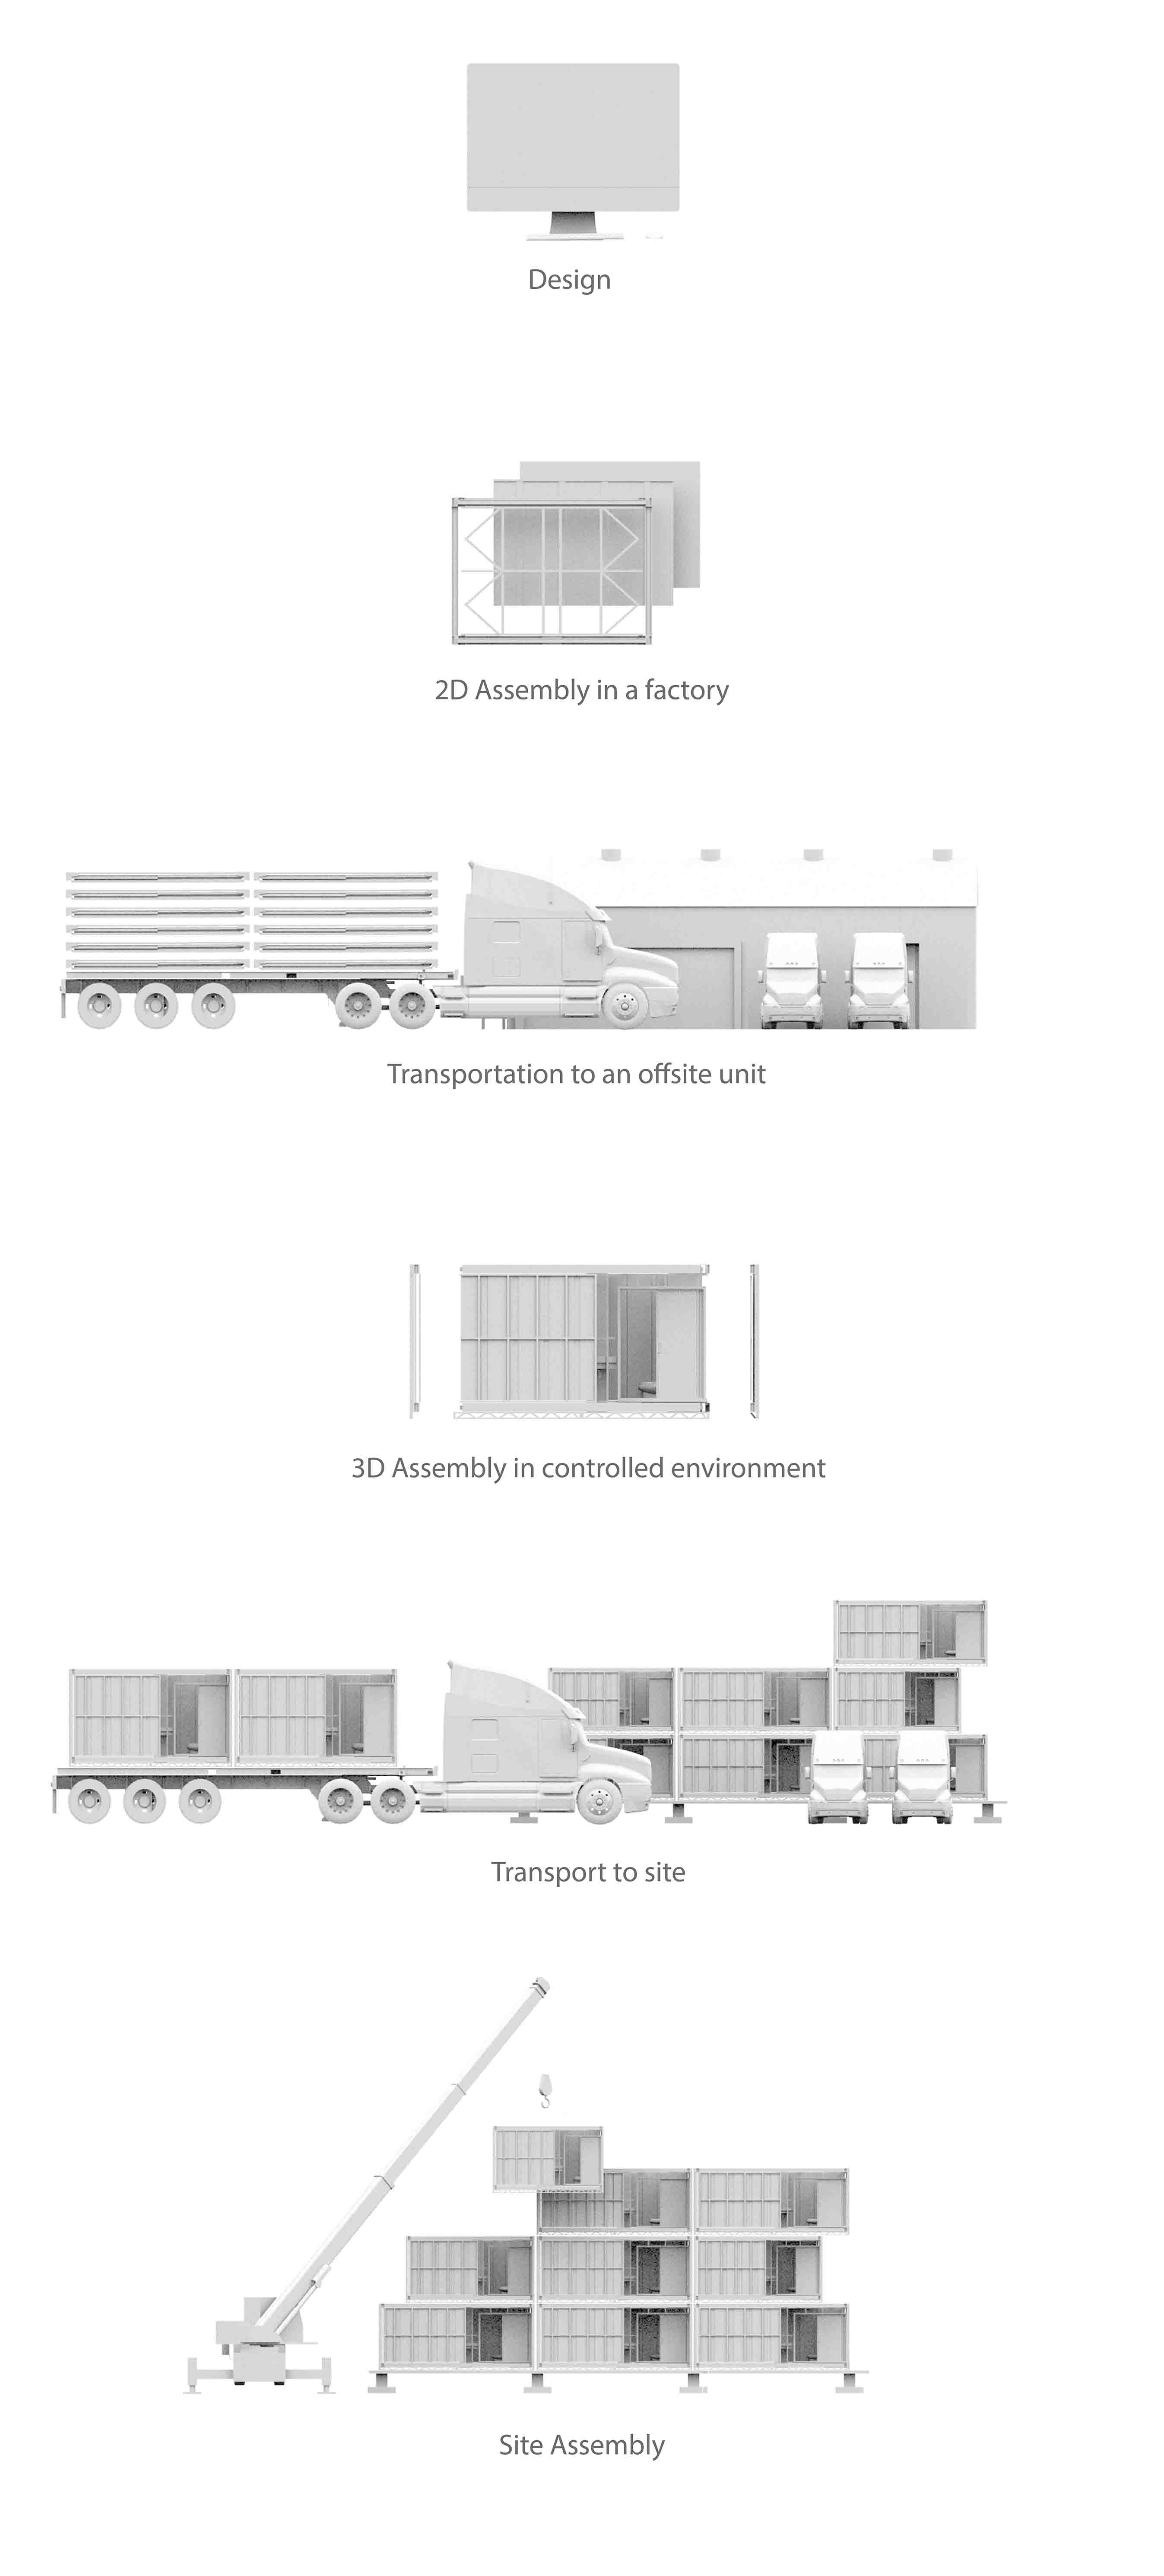 Design
2D Assembly in a factory
Transportation to an offsite unit
3D Assembly in controlled environment
Transport to site
Site Assembly